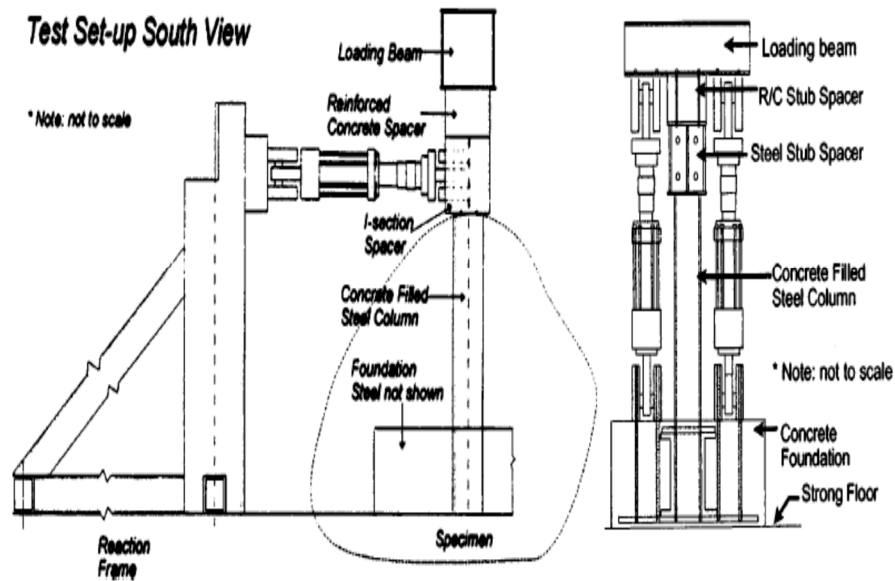 Test Set-up South View
* Note: not to scale
Loading Beam
Reinforced
Concrete Spacer
I-section
Spacer
Concrete Filled
Steel Column
Foundation
Steel not shown
Reaction
Frame
Specimen
Loading beam
R/C Stub Spacer
Steel Stub Spacer
Concrete Filled
Steel Column
* Note: not to scale
Concrete
Foundation
Strong Floor